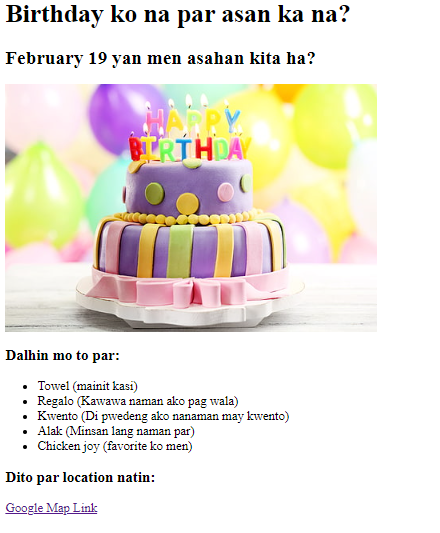 Birthday ko na par asan ka na?
February 19 yan men asahan kita ha?
HAPPY
BIRTHDAY
Dalhin mo to par:
Towel (mainit kasi)
Regalo (Kawawa naman ako pag wala)
Kwento (Di pwedeng ako nanaman may kwento)
Alak (Minsan lang naman par)
Chicken joy (favorite ko men)
Dito par location natin:
Google Map Link